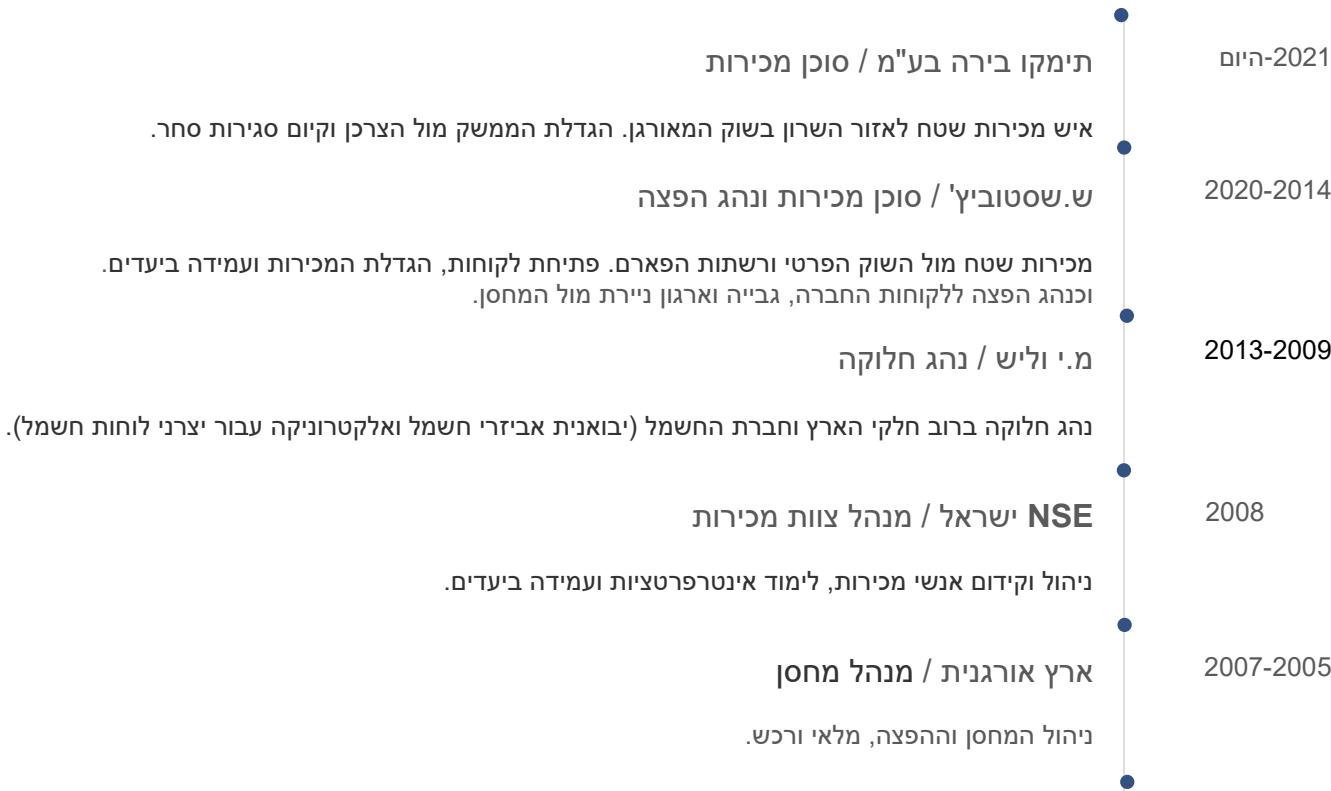 2021-היום
תימקו בירה בע"מ / סוכן מכירות
איש מכירות שטח לאזור השרון בשוק המאורגן. הגדלת הממשק מול הצרכן וקיום סגירות סחר.
2020-2014
ש.שסטוביץ' / סוכן מכירות ונהג הפצה
מכירות שטח מול השוק הפרטי ורשתות הפארם. פתיחת לקוחות, הגדלת המכירות ועמידה ביעדים.
וכנהג הפצה ללקוחות החברה, גבייה וארגון ניירת מול המחסן.
2013-2009
מ.י וליש / נהג חלוקה
נהג חלוקה ברוב חלקי הארץ וחברת החשמל (יבואנית אביזרי חשמל ואלקטרוניקה עבור יצרני לוחות חשמל).
2008
NSE ישראל / מנהל צוות מכירות
ניהול וקידום אנשי מכירות, לימוד אינטרפרטציות ועמידה ביעדים.
2007-2005
ארץ אורגנית / מנהל מחסן
ניהול המחסן וההפצה, מלאי ורכש.